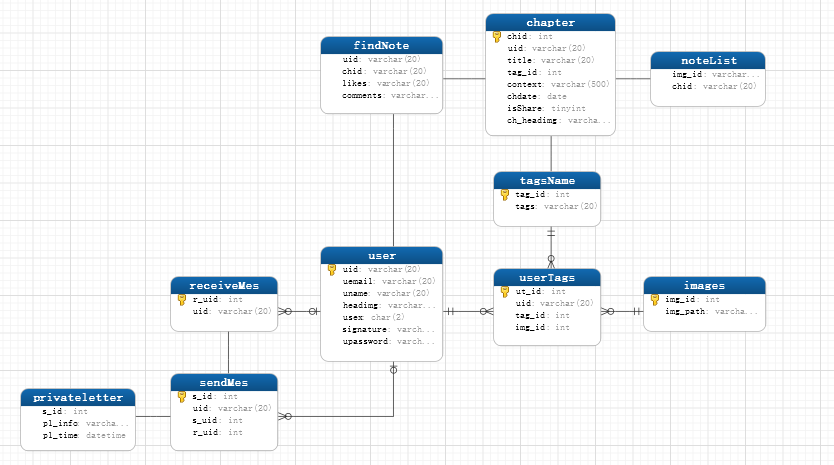 findNote
uid: varchar(20)
chid: varchar(20)
likes: varchar(20)
comments: varchar...
chapter
chid: int
uid: varchar(20)
title: varchar(20)
tag_id: int
context: varchar(500)
chdate: date
isShare: tinyint
ch_headimg: varcha...
noteList
img_id: varchar...
chid: varchar(20)
tagsName
tag_id: int
tags: varchar(20)
user
uid: varchar(20)
uemail: varchar(20)
uname: varchar(20)
headimg: varchar...
usex: char(2)
signature: varch...
upassword: varch...
receiveMes
r_uid: int
uid: varchar(20)
userTags
ut_id: int
uid: varchar(20)
tag_id: int
img_id: int
images
img_id: int
img_path: varcha...
privateletter
s_id: int
pl_info: varcha...
pl_time: datetime
sendMes
s_id: int
uid: varchar(20)
s_uid: int
r_uid: int